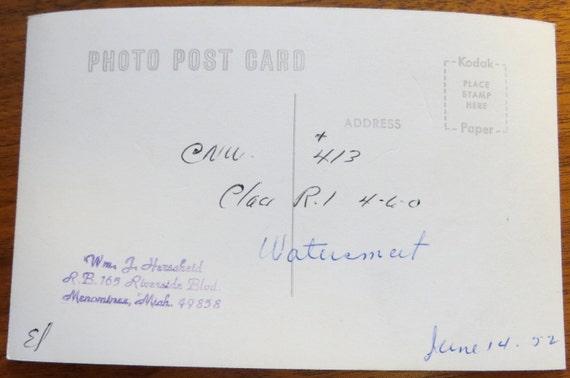 PHOTO POST CARD
Kodak
PLACE
STAMP
HERE
Paper
ADDRESS
CNW. #413
Class R-1 4-6-0
Watersmeet
Wm. J. Herscheid
R.B. 165 Riverside Blvd.
Menominee, Mich. 49858
June 14 - 52